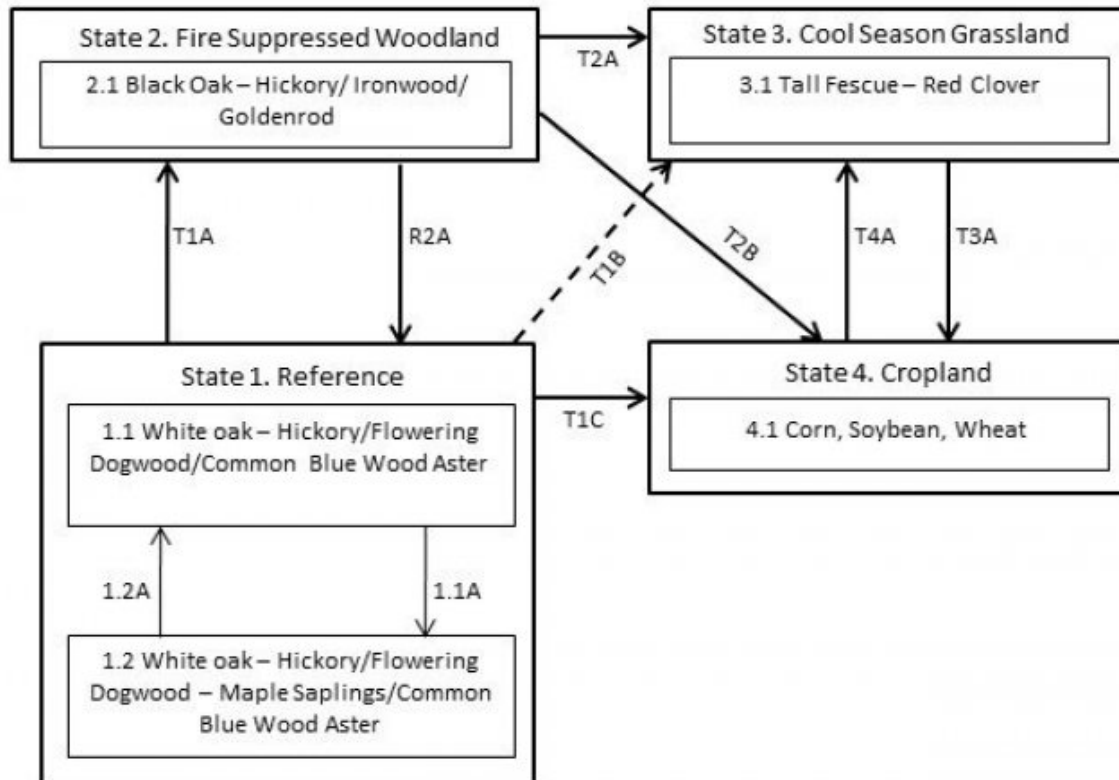 State 2. Fire Suppressed Woodland
2.1 Black Oak – Hickory/ Ironwood/
Goldenrod
T2A
State 3. Cool Season Grassland
3.1 Tall Fescue – Red Clover
T1A
R2A
T1B
T2B
T4A
T3A
State 1. Reference
1.1 White oak – Hickory/Flowering
Dogwood/Common Blue Wood Aster
1.2A
1.1A
1.2 White oak – Hickory/Flowering
Dogwood – Maple Saplings/Common
Blue Wood Aster
T1C
State 4. Cropland
4.1 Corn, Soybean, Wheat